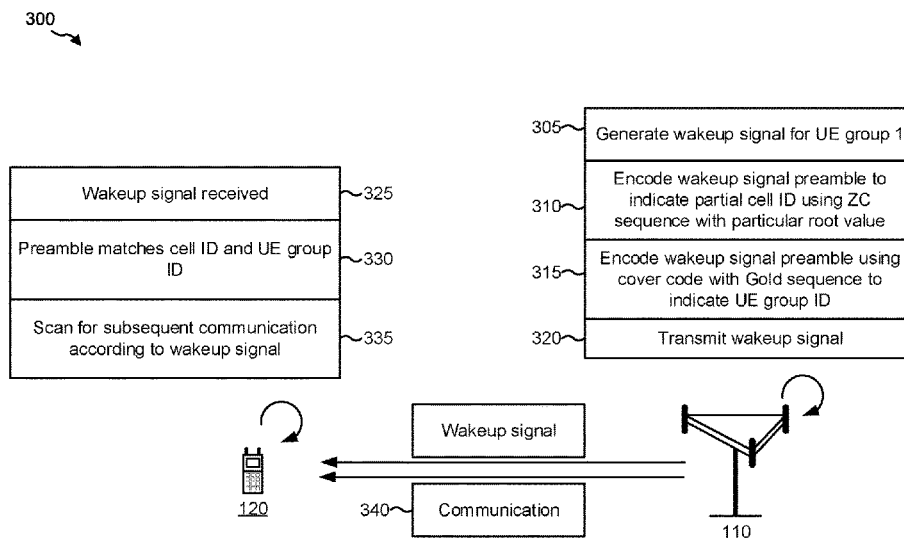 300
305
Generate wakeup signal for UE group 1
310
Encode wakeup signal preamble to
indicate partial cell ID using ZC
sequence with particular root value
315
Encode wakeup signal preamble using
cover code with Gold sequence to
indicate UE group ID
320
Transmit wakeup signal
Wakeup signal received
325
Preamble matches cell ID and UE group
ID
330
Scan for subsequent communication
according to wakeup signal
335
Wakeup signal
340
Communication
120
110